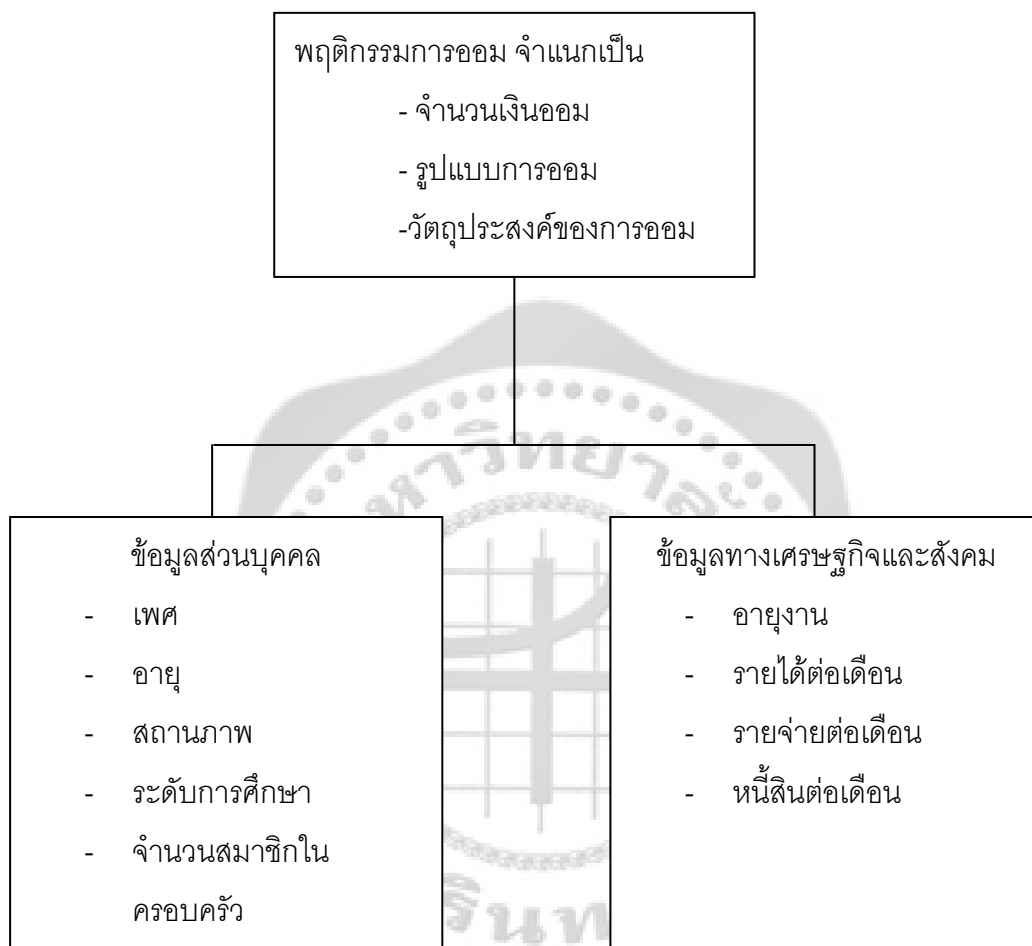 พฤติกรรมการออม จำแนกเป็น
- จำนวนเงินออม
- รูปแบบการออม
-วัตถุประสงค์ของการออม
ข้อมูลส่วนบุคคล
- เพศ
- อายุ
- สถานภาพ
- ระดับการศึกษา
- จำนวนสมาชิกใน
ครอบครัว
ข้อมูลทางเศรษฐกิจและสังคม
- อายุงาน
- รายได้ต่อเดือน
- รายจ่ายต่อเดือน
- หนี้สินต่อเดือน